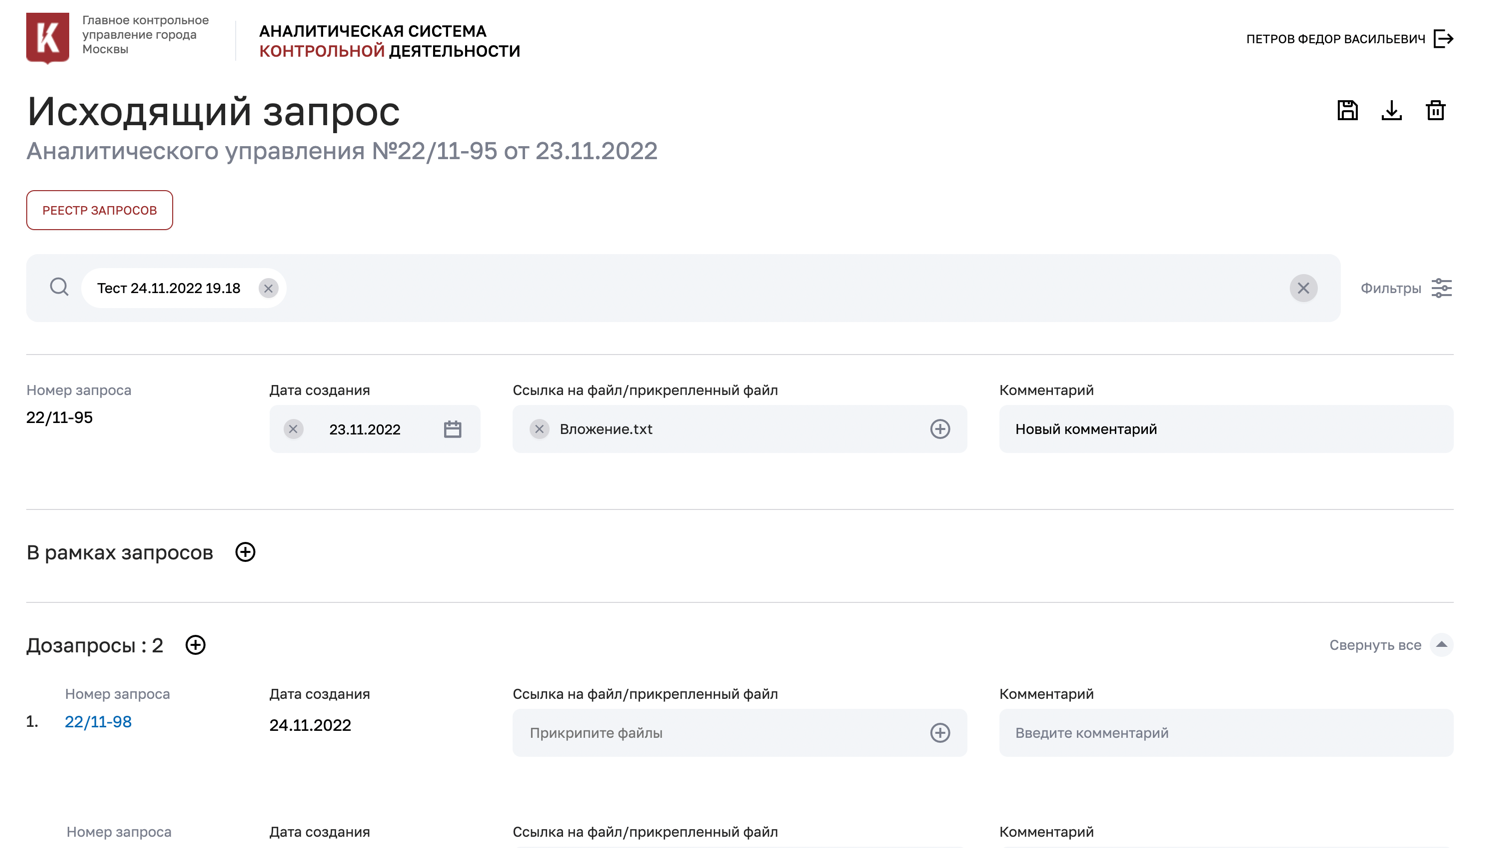 Главное контрольное
управление города
Москвы
АНАЛИТИЧЕСКАЯ СИСТЕМА
КОНТРОЛЬНОЙ ДЕЯТЕЛЬНОСТИ
ПЕТРОВ ФЕДОР ВАСИЛЬЕВИЧ
Исходящий запрос
Аналитического управления №22/11-95 от 23.11.2022
РЕЕСТР ЗАПРОСОВ
Тест 24.11.2022 19.18
Фильтры
Номер запроса
Дата создания
Ссылка на файл/прикрепленный файл
Комментарий
22/11-95
23.11.2022
Вложение.txt
Новый комментарий
В рамках запросов
Дозапросы : 2
Свернуть все
Номер запроса
Дата создания
Ссылка на файл/прикрепленный файл
Комментарий
1.
22/11-98
24.11.2022
Прикрипите файлы
Введите комментарий
Номер запроса
Дата создания
Ссылка на файл/прикрепленный файл
Комментарий